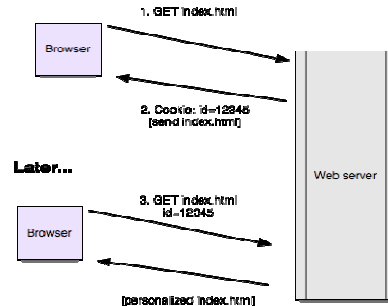 1. GET index.html
Browser
2. Cookie: id=12345
[send index.html]
Later...
Web server
3. GET index.html
id=12345
Browser
[personalized index.html]